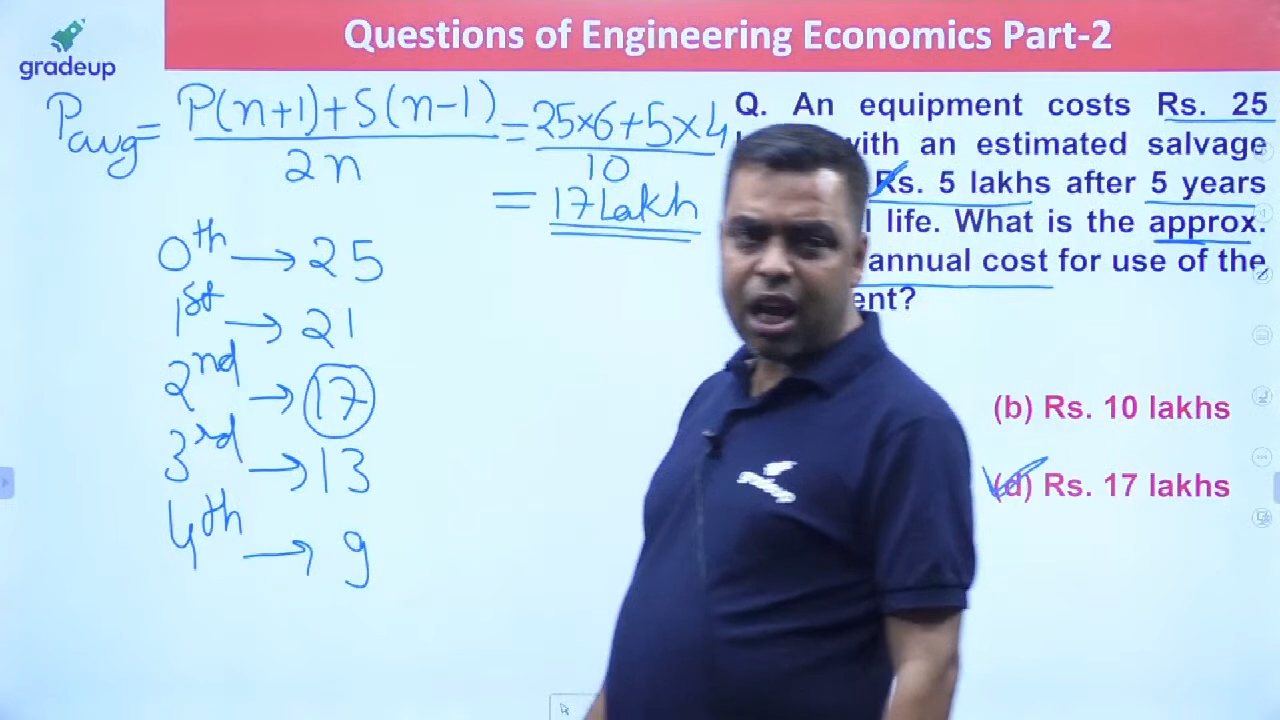 gradeup
Questions of Engineering Economics Part-2
Pavg = P(n+1)+S(n-1) / 2n = 25×6+5×4 / 10
= 17 Lakh
0th → 25
1st → 21
2nd → 17
3rd → 13
4th → 9
Q. An equipment costs Rs. 25
with an estimated salvage
Rs. 5 lakhs after 5 years
life. What is the approx.
annual cost for use of the
(b) Rs. 10 lakhs
(d) Rs. 17 lakhs